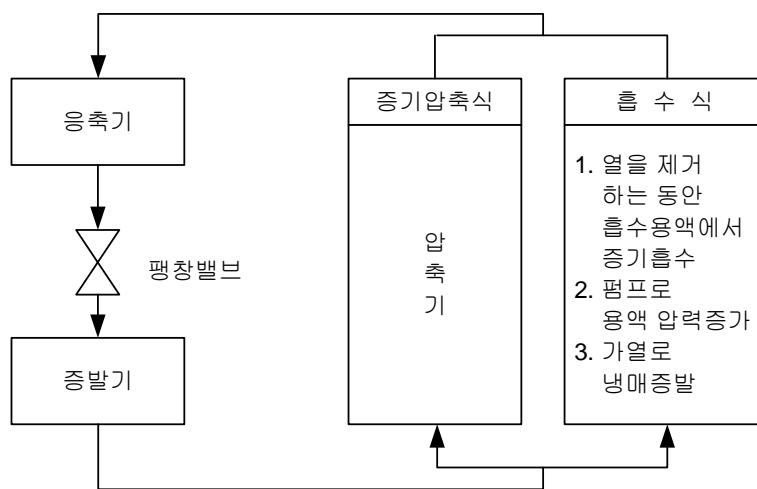 응축기
팽창밸브
증발기
증기압축식
압
축
기
흡 수 식
1. 열을 제거
하는 동안
흡수용액에서
증기흡수
2. 펌프로
용액 압력증가
3. 가열로
냉매증발